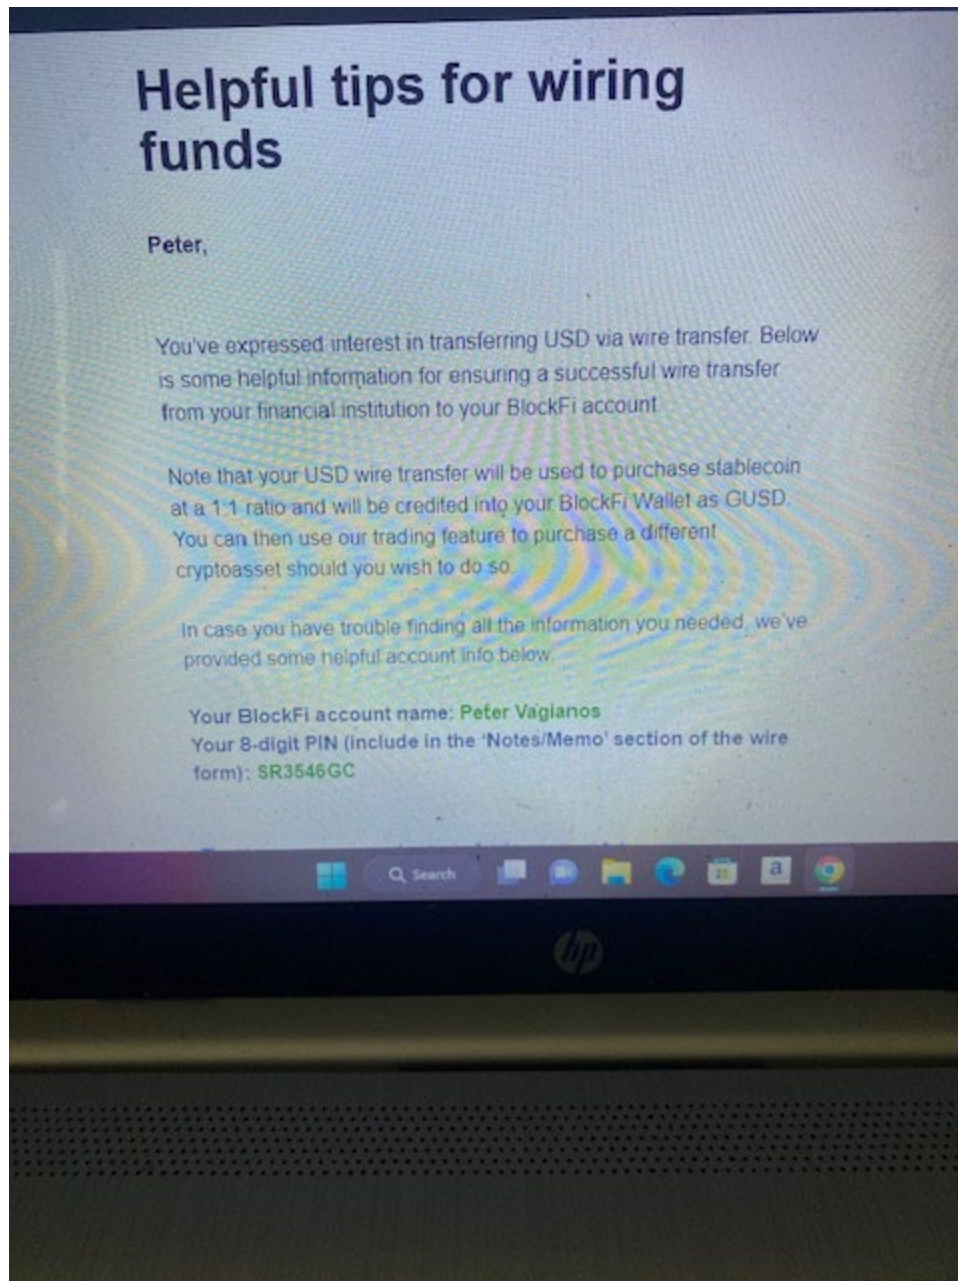 Helpful tips for wiring
funds
Peter,
You've expressed interest in transferring USD via wire transfer. Below
is some helpful information for ensuring a successful wire transfer
from your financial institution to your BlockFi account
Note that your USD wire transfer will be used to purchase stablecoin
at a 1:1 ratio and will be credited into your BlockFi Wallet as GUSD.
You can then use our trading feature to purchase a different
cryptoasset should you wish to do so.
In case you have trouble finding all the information you needed, we've
provided some helpful account info below.
Your BlockFi account name: Peter Vagianos
Your 8-digit PIN (include in the 'Notes/Memo' section of the wire
form): SR3546GC
Search
a
hp